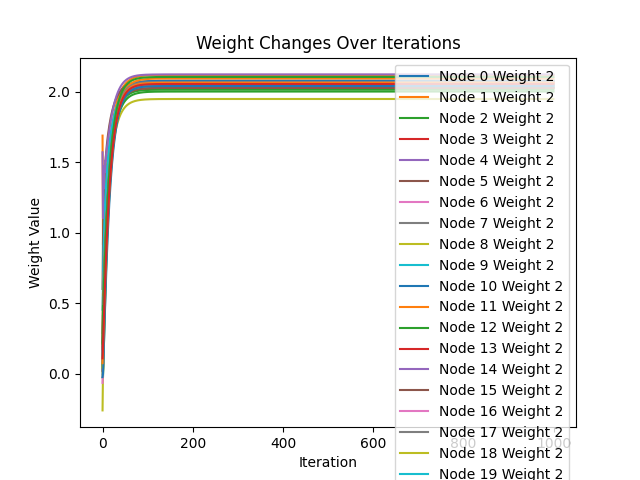 Weight Changes Over Iterations
Weight Value
2.0
1.5
1.0
0.5
0.0
0
200
400
600
800
1000
Iteration
Node 0 Weight 2
Node 1 Weight 2
Node 2 Weight 2
Node 3 Weight 2
Node 4 Weight 2
Node 5 Weight 2
Node 6 Weight 2
Node 7 Weight 2
Node 8 Weight 2
Node 9 Weight 2
Node 10 Weight 2
Node 11 Weight 2
Node 12 Weight 2
Node 13 Weight 2
Node 14 Weight 2
Node 15 Weight 2
Node 16 Weight 2
Node 17 Weight 2
Node 18 Weight 2
Node 19 Weight 2